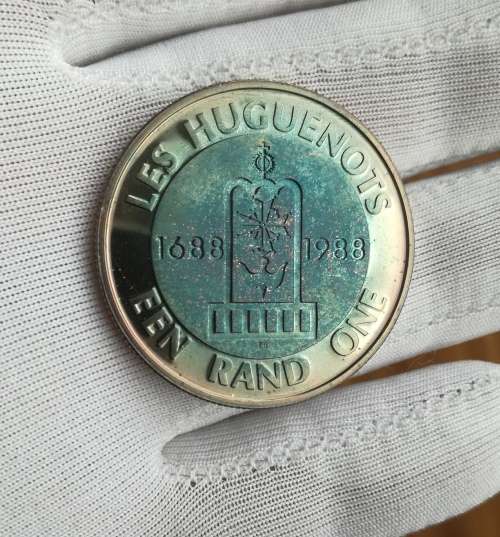 LES HUGUENOTS
1688 1988
EEN RAND ONE